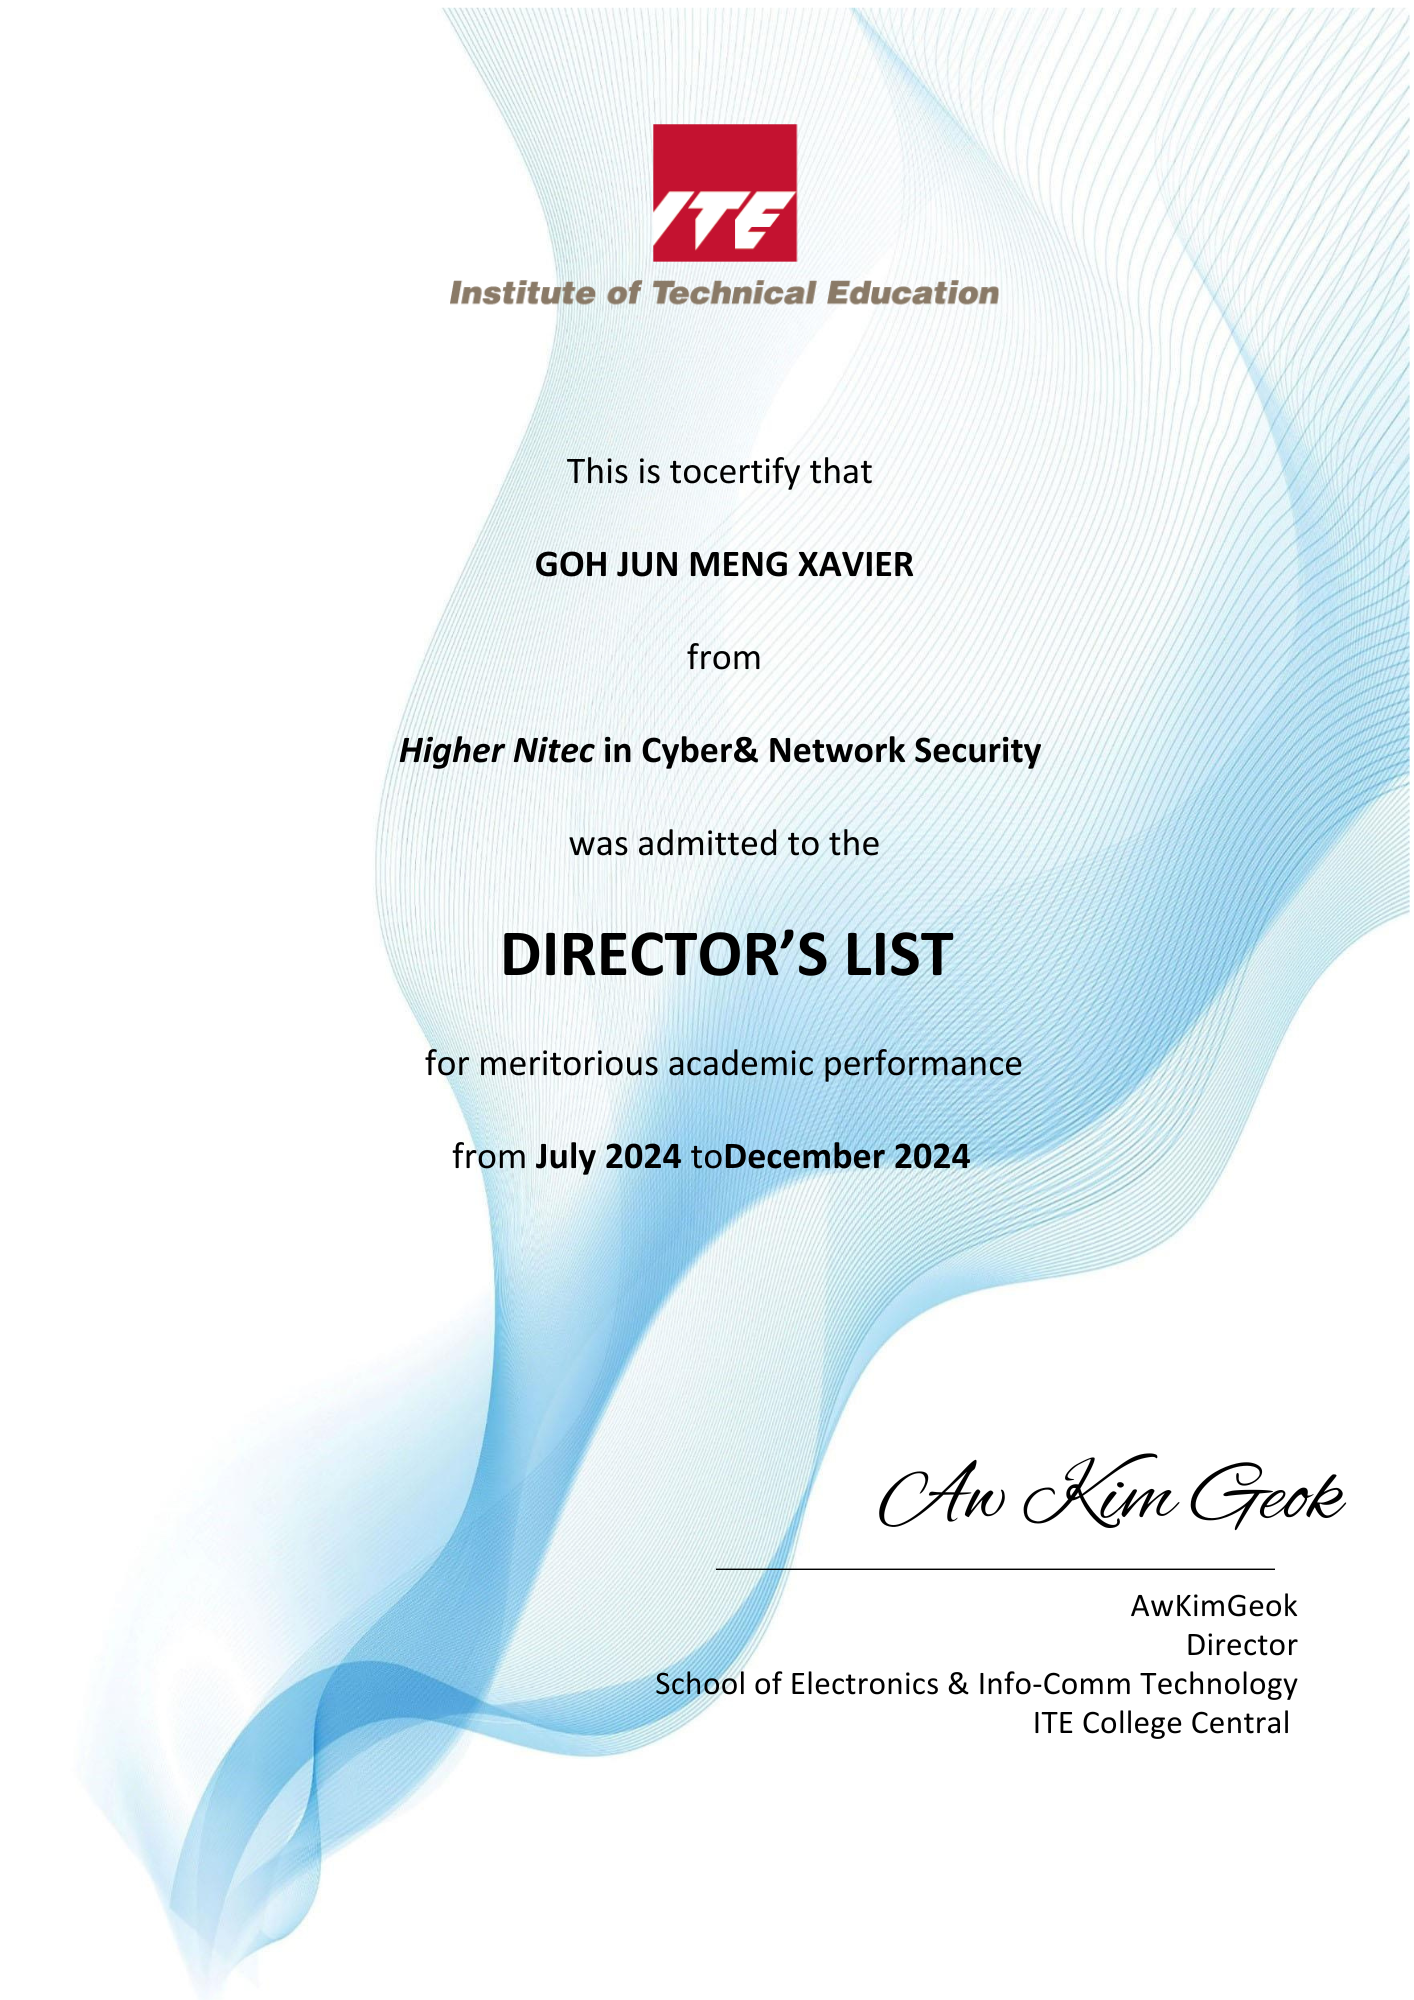 ITE
Institute of Technical Education
This is tocertify that
GOH JUN MENG XAVIER
from
Higher Nitec in Cyber& Network Security
was admitted to the
DIRECTOR’S LIST
for meritorious academic performance
from July 2024 toDecember 2024
Aw Kim Geok
AwKimGeok
Director
School of Electronics & Info-Comm Technology
ITE College Central